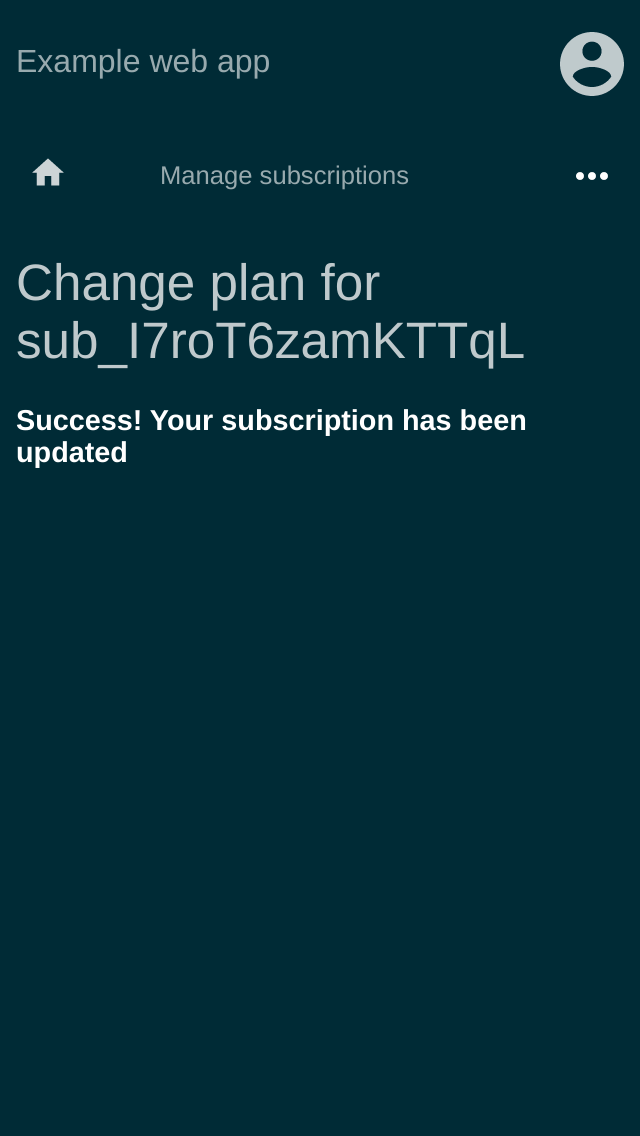 Example web app
Manage subscriptions
Change plan for
sub_I7roT6zamKTTqL
Success! Your subscription has been
updated